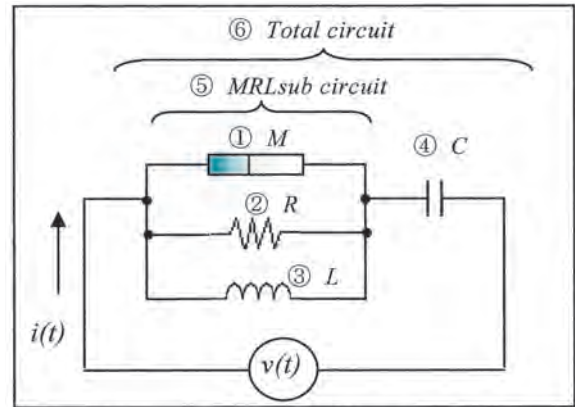 ⑥ Total circuit
⑤ MRLsub circuit
① M
④ C
② R
③ L
i(t)
v(t)